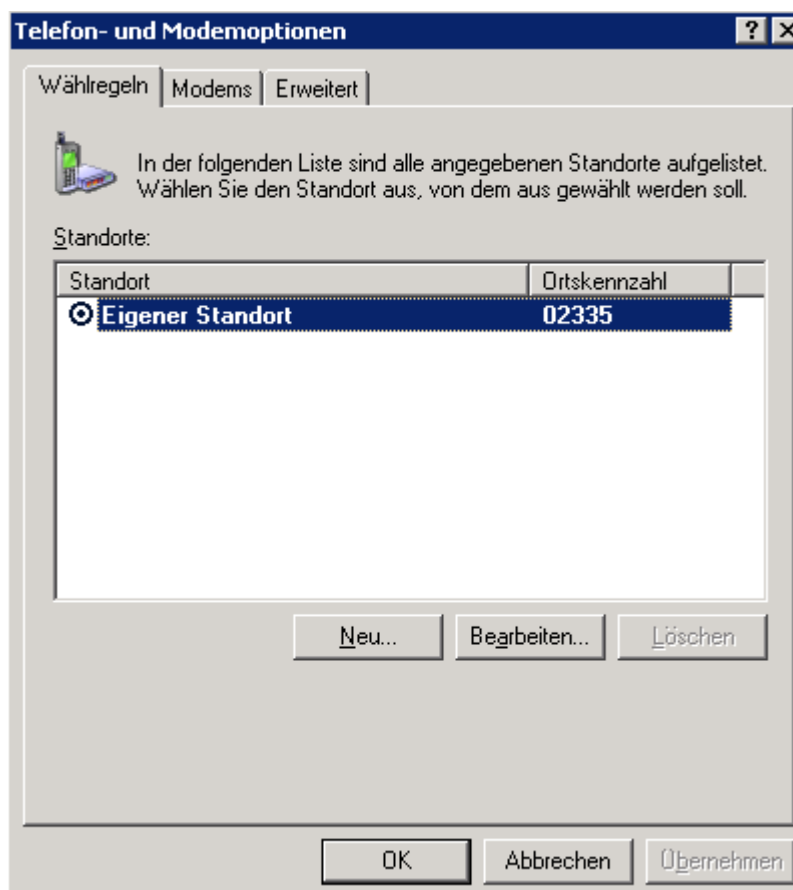 Telefon- und Modemoptionen
Wählregeln Modems Erweitert
In der folgenden Liste sind alle angegebenen Standorte aufgelistet.
Wählen Sie den Standort aus, von dem aus gewählt werden soll.
Standorte:
Standort Ortskennzahl
Eigener Standort 02335
Neu... Bearbeiten... Löschen
OK Abbrechen Übernehmen